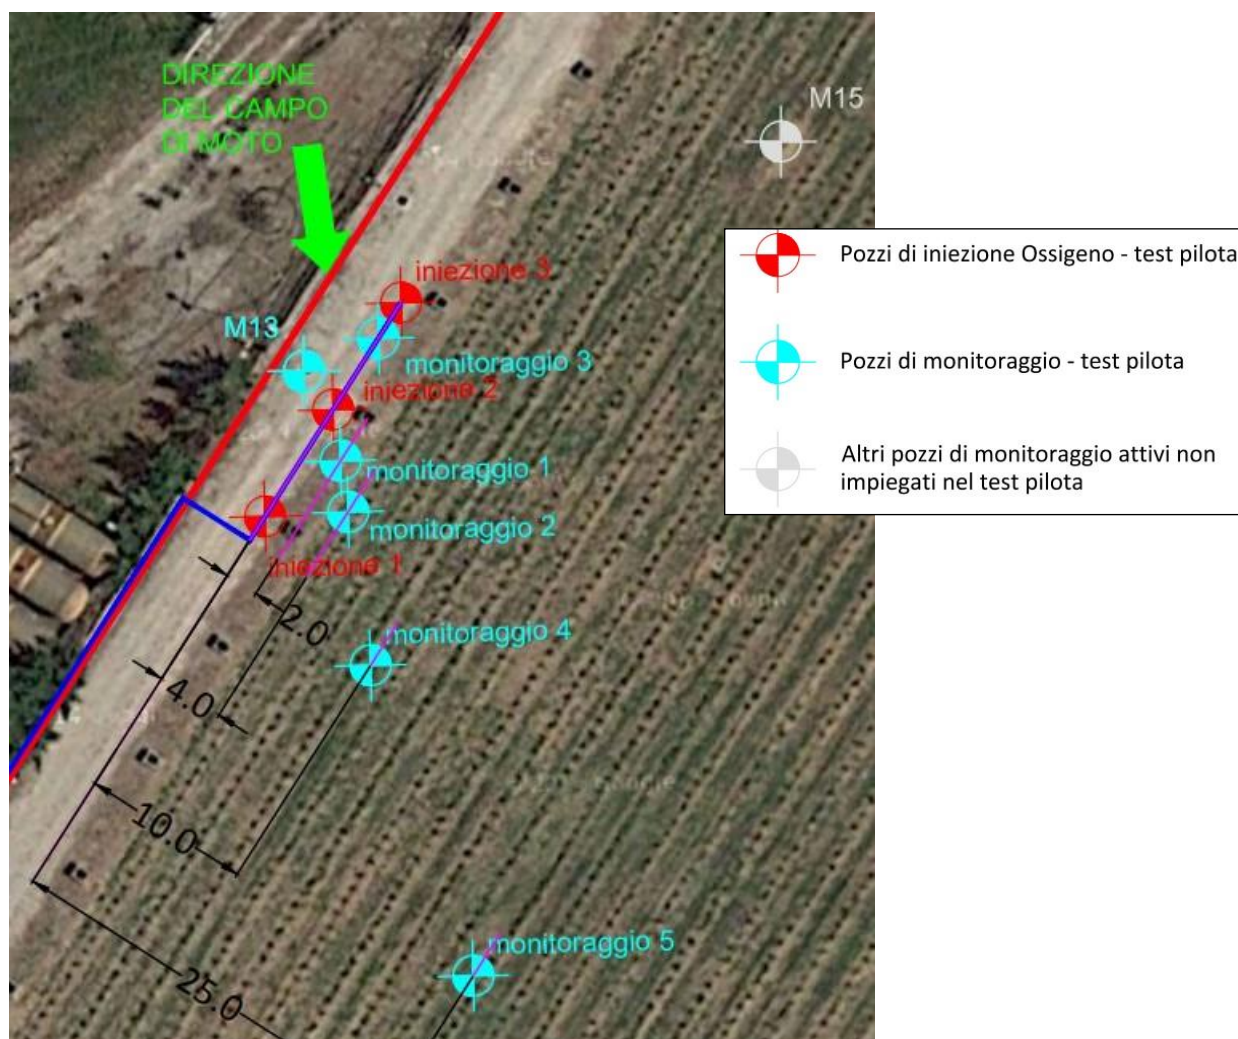 DIREZIONE
DEL CAMPO
DI MOTO
M15
iniezione 3
M13
monitoraggio 3
iniezione 2
monitoraggio 1
monitoraggio 2
iniezione 1
2.0
monitoraggio 4
4.0
10.0
monitoraggio 5
25.0
Pozzi di iniezione Ossigeno - test pilota
Pozzi di monitoraggio - test pilota
Altri pozzi di monitoraggio attivi non
impiegati nel test pilota